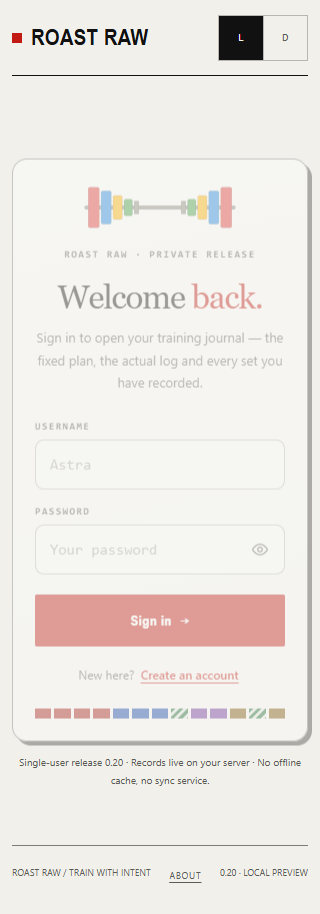 ROAST RAW
L
D
ROAST RAW · PRIVATE RELEASE
Welcome back.
Sign in to open your training journal — the
fixed plan, the actual log and every set you
have recorded.
USERNAME
Astra
PASSWORD
Your password
Sign in →
New here? Create an account
Single-user release 0.20 · Records live on your server · No offline
cache, no sync service.
ROAST RAW / TRAIN WITH INTENT
ABOUT
0.20 · LOCAL PREVIEW